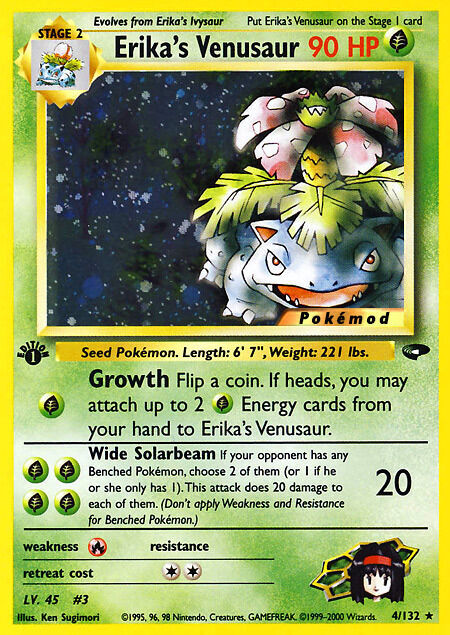 Evolves from Erika's Ivysaur
Put Erika's Venusaur on the Stage 1 card
STAGE 2
Erika's Venusaur 90 HP
Pokémod
EDITION
1
Seed Pokémon. Length: 6' 7", Weight: 221 lbs.
Growth Flip a coin. If heads, you may
attach up to 2 Energy cards from
your hand to Erika's Venusaur.
Wide Solarbeam If your opponent has any
Benched Pokémon, choose 2 of them (or 1 if he
or she only has 1). This attack does 20 damage to
each of them. (Don't apply Weakness and Resistance
for Benched Pokémon.)
20
weakness
resistance
retreat cost
LV. 45 #3
Illus. Ken Sugimori
©1995, 96, 98 Nintendo, Creatures, GAMEFREAK. ©1999-2000 Wizards.
4/132 ★